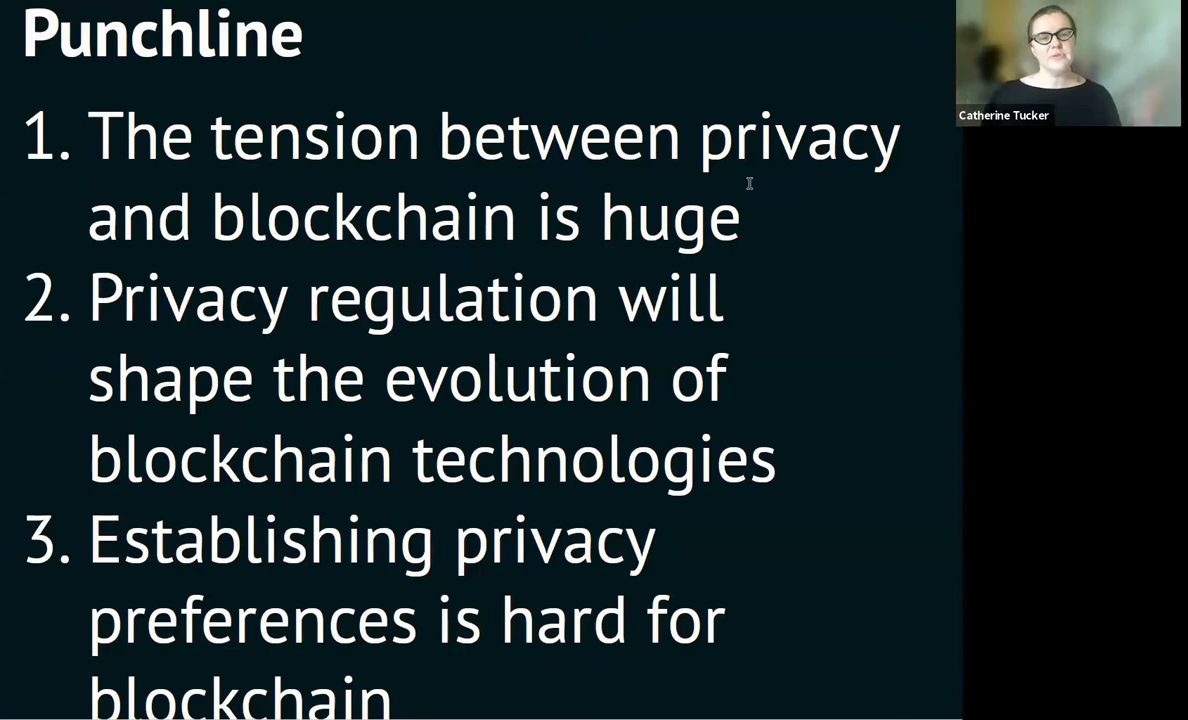 Punchline
1. The tension between privacy
and blockchain is huge
2. Privacy regulation will
shape the evolution of
blockchain technologies
3. Establishing privacy
preferences is hard for
blockchain
Catherine Tucker